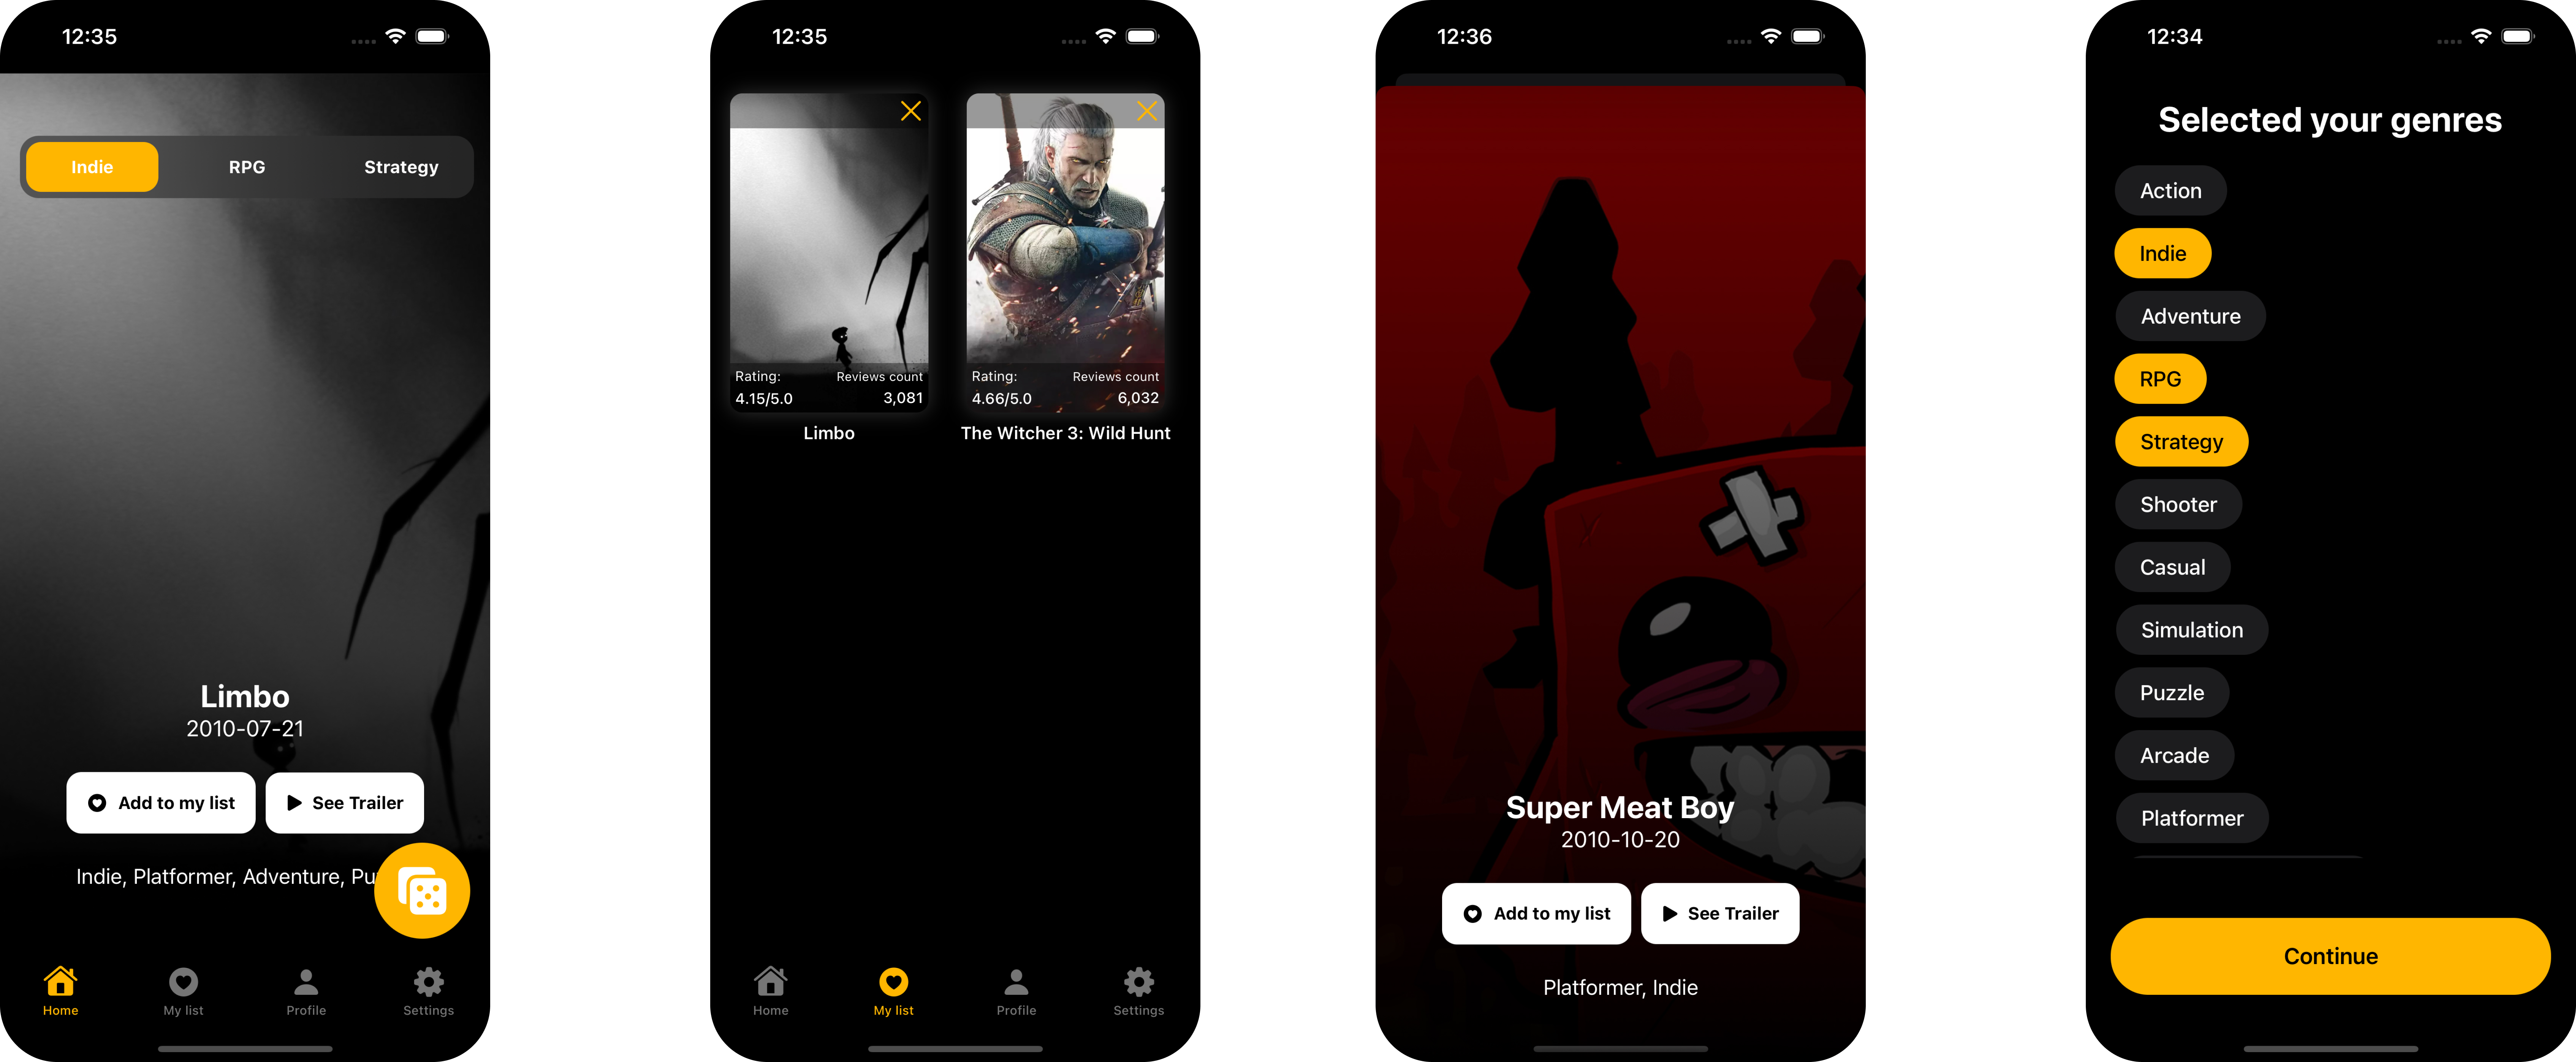 12:35
Indie RPG Strategy
Limbo
2010-07-21
Add to my list See Trailer
Indie, Platformer, Adventure, Pu
Home My list Profile Settings
12:35
Rating: Reviews count
4.15/5.0 3,081
Limbo
Rating: Reviews count
4.66/5.0 6,032
The Witcher 3: Wild Hunt
Home My list Profile Settings
12:36
Super Meat Boy
2010-10-20
Add to my list See Trailer
Platformer, Indie
12:34
Selected your genres
Action
Indie
Adventure
RPG
Strategy
Shooter
Casual
Simulation
Puzzle
Arcade
Platformer
Continue